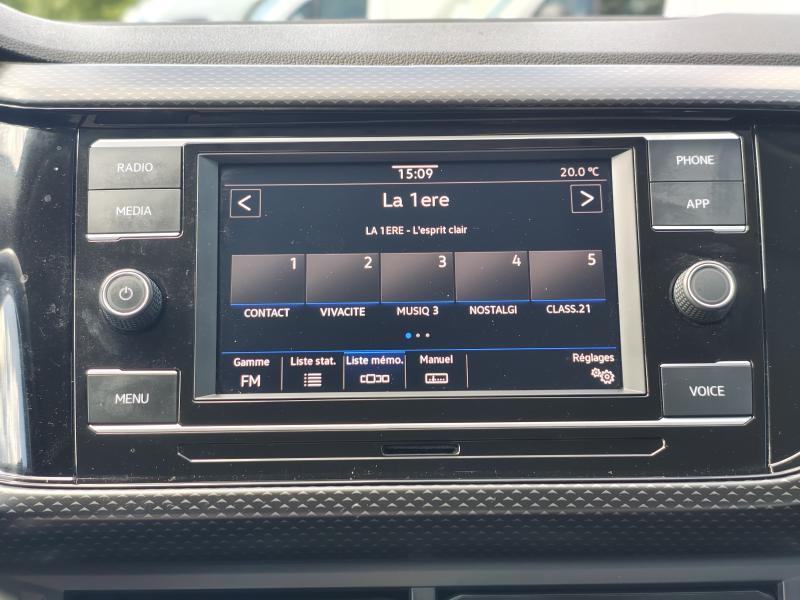 RADIO
MEDIA
MENU
15:09
20.0 °C
<
La 1ere
>
LA 1ERE - L'esprit clair
1 2 3 4 5
CONTACT VIVACITE MUSIQ 3 NOSTALGI CLASS.21
Gamme Liste stat. Liste mémo. Manuel Réglages
FM
PHONE
APP
VOICE